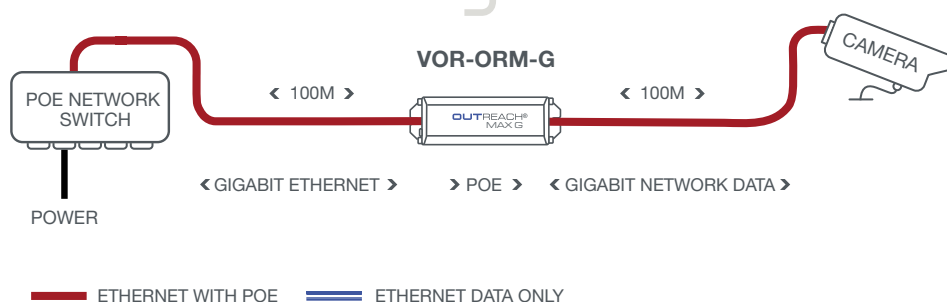 VOR-ORM-G
CAMERA
‹ 100M ›
‹ 100M ›
POE NETWORK
SWITCH
OUTREACH®
MAX G
‹ GIGABIT ETHERNET ›
› POE ›
‹ GIGABIT NETWORK DATA ›
POWER
ETHERNET WITH POE
ETHERNET DATA ONLY